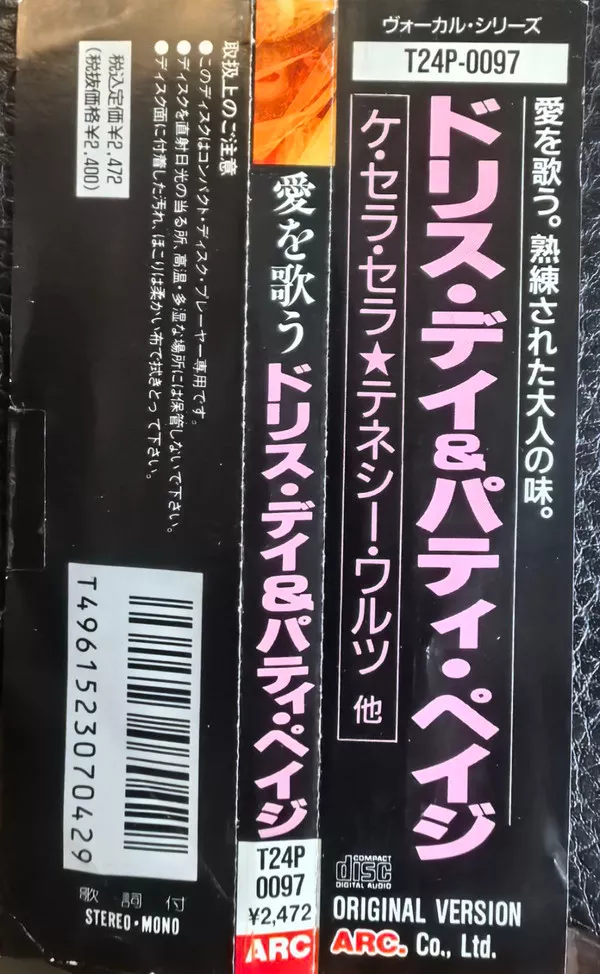 ヴォーカル・シリーズ
T24P-0097
愛を歌う。熟練された大人の味。
ドリス・デイ&パティ・ペイジ
ケ・セラ・セラ★テネシー・ワルツ 他
COMPACT
disc
DIGITAL AUDIO
ORIGINAL VERSION
ARC. Co., Ltd.
愛を歌う ドリス・デイ&パティ・ペイジ
T24P
0097
¥2,472
ARC
取扱上のご注意
●このディスクはコンパクト・ディスク・プレーヤー専用です。
●ディスクを直射日光の当る所、高温・多湿な場所には保管しないで下さい。
●ディスク面に付着した汚れ、ほこりは柔かい布で拭きとって下さい。
税込定価¥2,472
(税抜価格¥2,400)
T4961523070429
歌詞付
STEREO・MONO